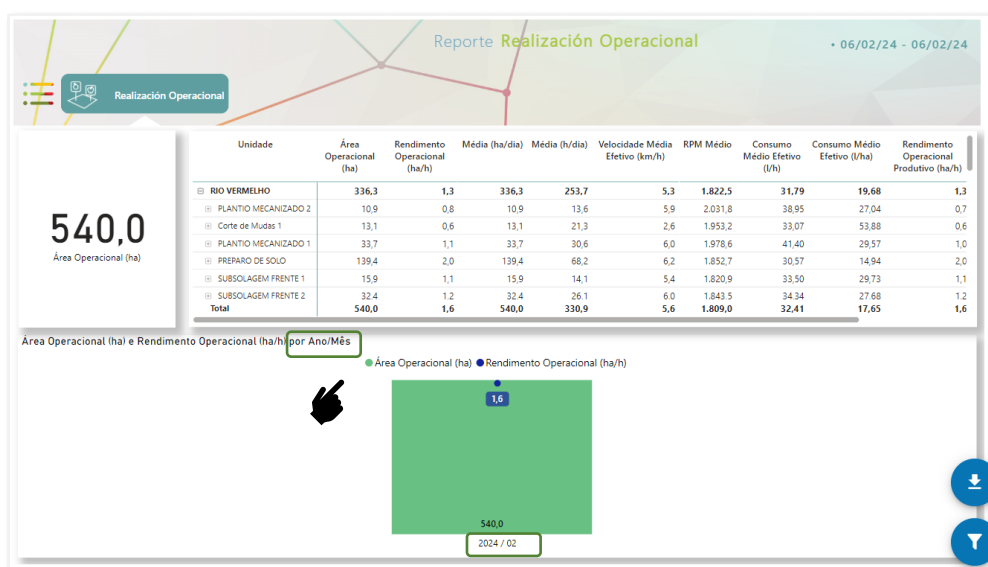 Reporte Realización Operacional
• 06/02/24 - 06/02/24
Realización Operacional
540,0
Área Operacional (ha)
Unidade Área Operacional (ha) Rendimento Operacional (ha/h) Média (ha/dia) Média (h/dia) Velocidade Média Efetivo (km/h) RPM Médio Consumo Médio Efetivo (l/h) Consumo Médio Efetivo (l/ha) Rendimento Operacional Produtivo (ha/h)
RIO VERMELHO 336,3 1,3 336,3 253,7 5,3 1.822,5 31,79 19,68 1,3
PLANTIO MECANIZADO 2 10,9 0,8 10,9 13,6 5,9 2.031,8 38,95 27,04 0,7
Corte de Mudas 1 13,1 0,6 13,1 21,3 2,6 1.953,2 33,07 53,88 0,6
PLANTIO MECANIZADO 1 33,7 1,1 33,7 30,6 6,0 1.978,6 41,40 29,57 1,0
PREPARO DE SOLO 139,4 2,0 139,4 68,2 6,2 1.852,7 30,57 14,94 2,0
SUBSOLAGEM FRENTE 1 15,9 1,1 15,9 14,1 5,4 1.820,9 33,50 29,73 1,1
SUBSOLAGEM FRENTE 2 32,4 1,2 32,4 26,1 6,0 1.843,5 34,34 27,68 1,2
Total 540,0 1,6 540,0 330,9 5,6 1.809,0 32,41 17,65 1,6
Área Operacional (ha) e Rendimento Operacional (ha/h) por Ano/Mês
Área Operacional (ha) Rendimento Operacional (ha/h)
1,6
540,0
2024 / 02